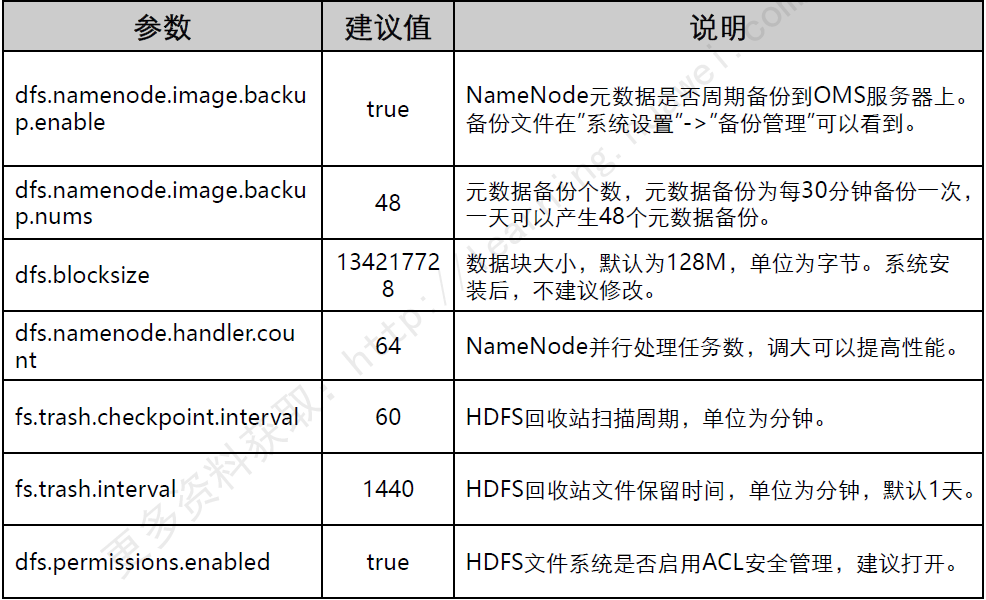 参数 建议值 说明
dfs.namenode.image.backu
p.enable
true
NameNode元数据是否周期备份到OMS服务器上。
备份文件在”系统设置”->”备份管理”可以看到。
dfs.namenode.image.backu
p.nums
48
元数据备份个数，元数据备份为每30分钟备份一次，
一天可以产生48个元数据备份。
dfs.blocksize
13421772
8
数据块大小，默认为128M，单位为字节。系统安
装后，不建议修改。
dfs.namenode.handler.cou
nt
64
NameNode并行处理任务数，调大可以提高性能。
fs.trash.checkpoint.interval
60
HDFS回收站扫描周期，单位为分钟。
fs.trash.interval
1440
HDFS回收站文件保留时间，单位为分钟，默认1天。
dfs.permissions.enabled
true
HDFS文件系统是否启用ACL安全管理，建议打开。
更多资料获取：http://learning.